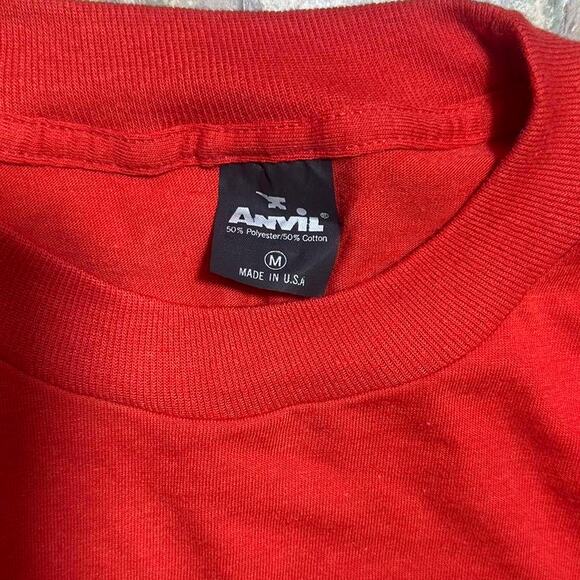 ANVIL®
50% Polyester/50% Cotton
M
MADE IN U.S.A